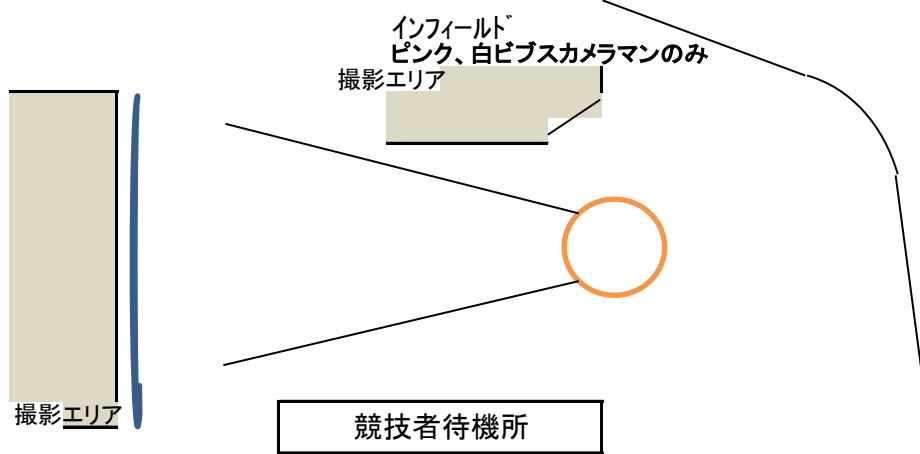 インフィールド
ピンク、白ビブスカメラマンのみ
撮影エリア
撮影エリア
競技者待機所